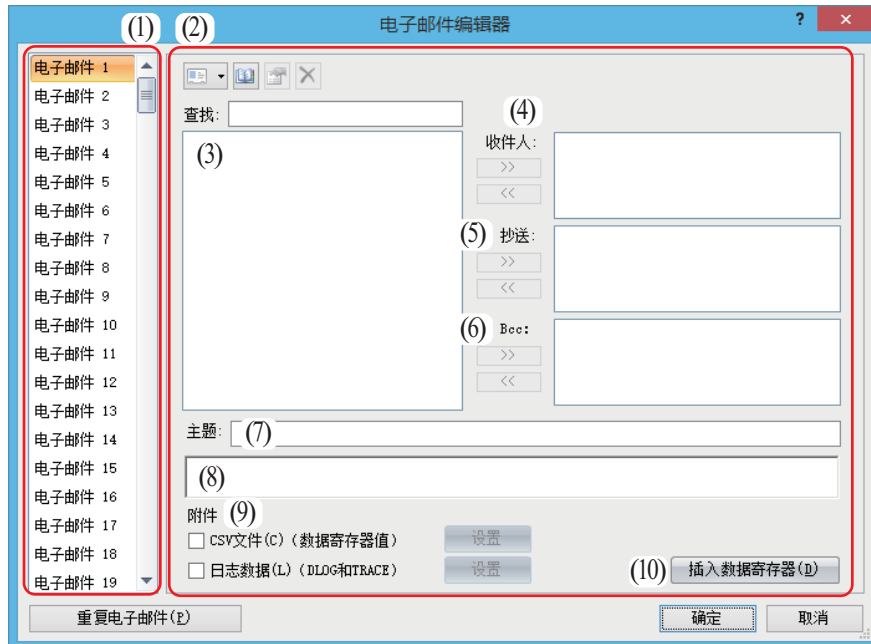 (1) (2) 电子邮件编辑器 ?
电子邮件 1
电子邮件 2
电子邮件 3
电子邮件 4
电子邮件 5
电子邮件 6
电子邮件 7
电子邮件 8
电子邮件 9
电子邮件 10
电子邮件 11
电子邮件 12
电子邮件 13
电子邮件 14
电子邮件 15
电子邮件 16
电子邮件 17
电子邮件 18
电子邮件 19
查找:
(3)
(4)
收件人:
>>
<<
(5) 抄送:
>>
<<
(6) Bcc:
>>
<<
主题: (7)
(8)
附件 (9)
CSV文件(C)(数据寄存器值) 设置
日志数据(L)(DLOG和TRACE) 设置
(10) 插入数据寄存器(D)
重复电子邮件(P) 确定 取消